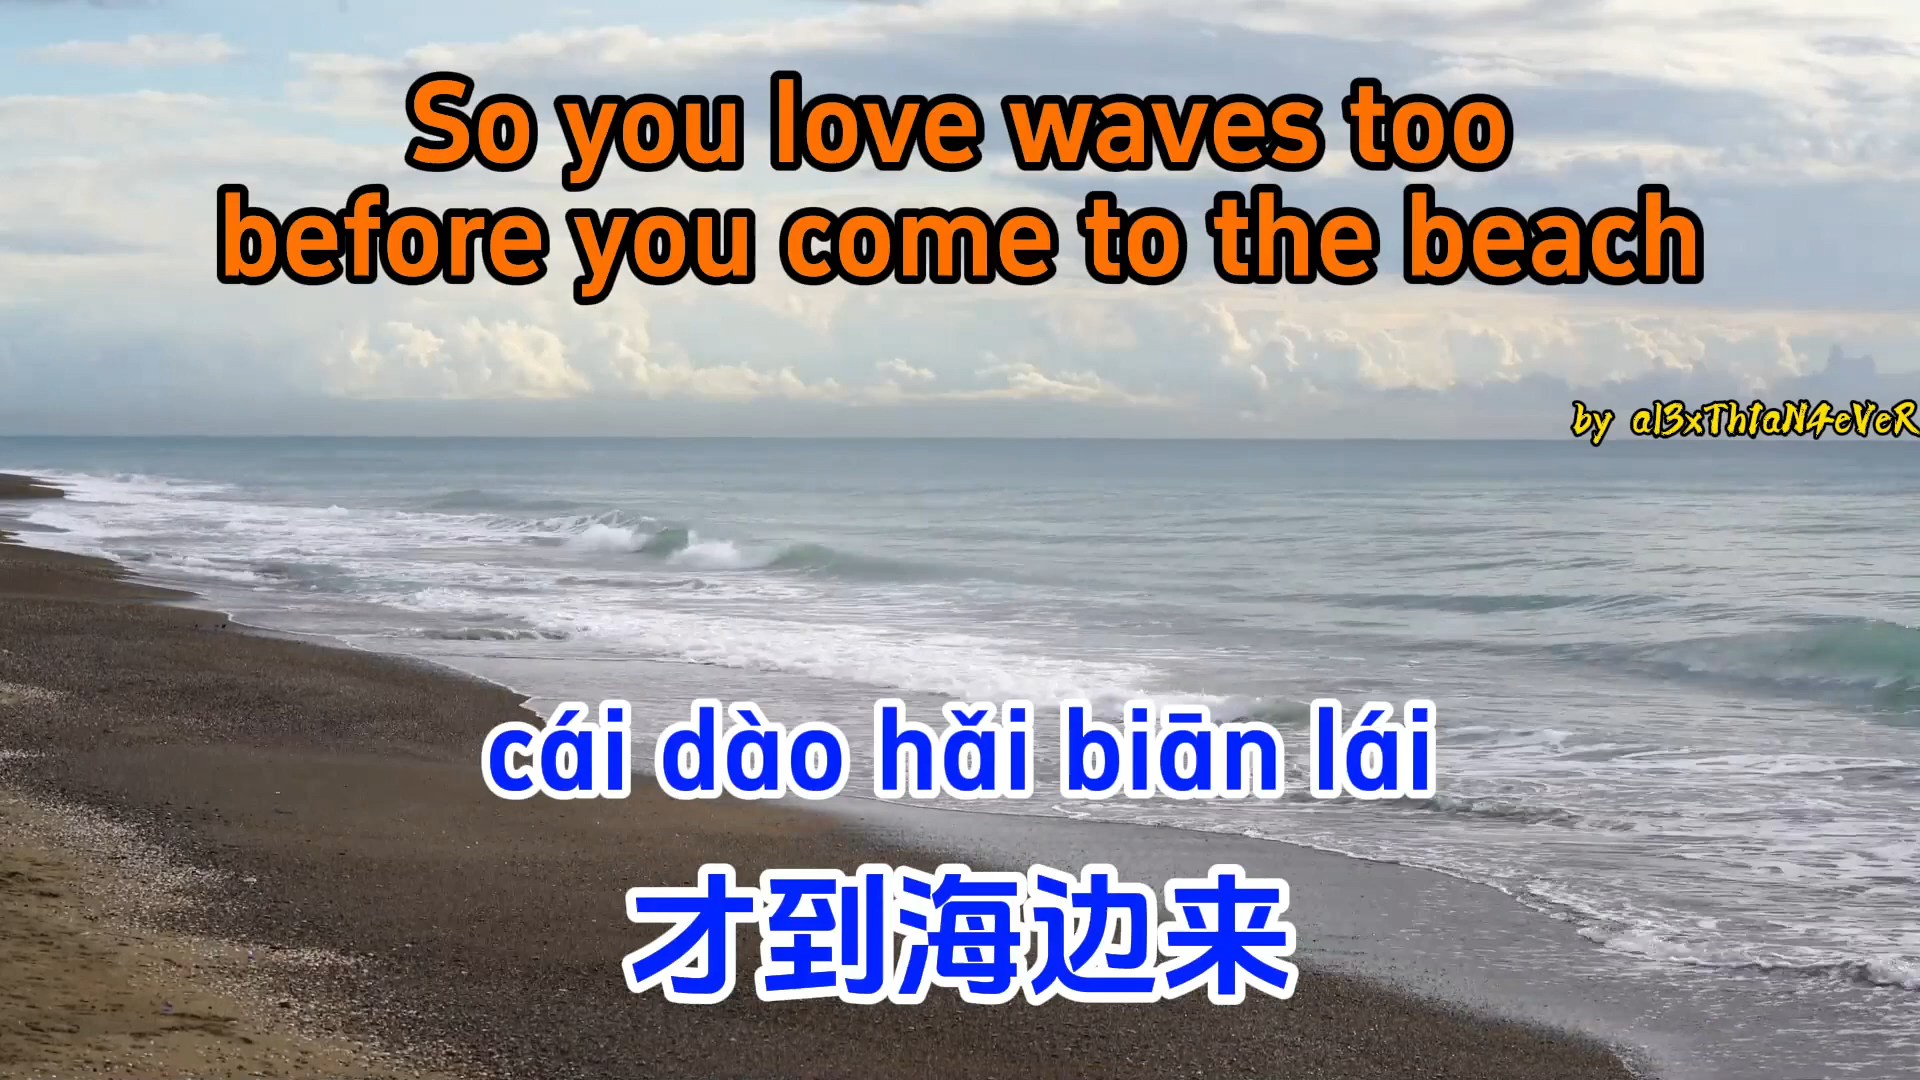 So you love waves too
before you come to the beach
by al3xTh1aN4eVeR
cái dào hǎi biān lái
才到海边来